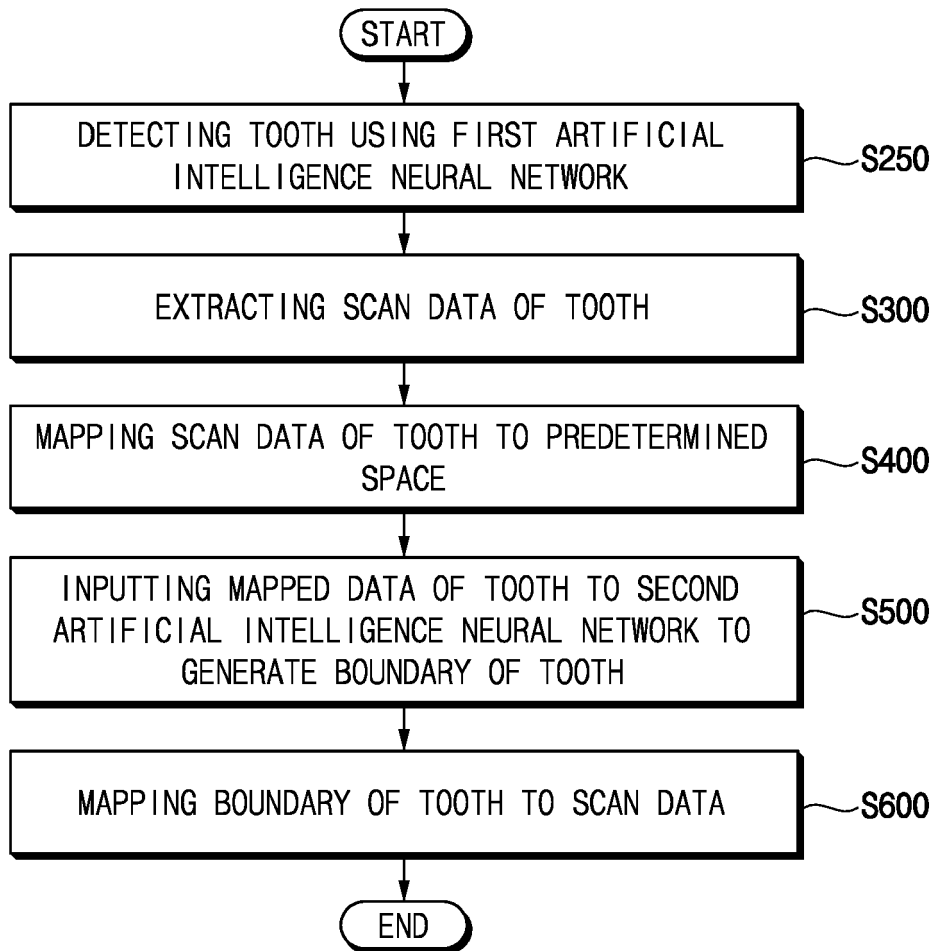 START
DETECTING TOOTH USING FIRST ARTIFICIAL
INTELLIGENCE NEURAL NETWORK
S250
EXTRACTING SCAN DATA OF TOOTH
S300
MAPPING SCAN DATA OF TOOTH TO PREDETERMINED
SPACE
S400
INPUTTING MAPPED DATA OF TOOTH TO SECOND
ARTIFICIAL INTELLIGENCE NEURAL NETWORK TO
GENERATE BOUNDARY OF TOOTH
S500
MAPPING BOUNDARY OF TOOTH TO SCAN DATA
S600
END